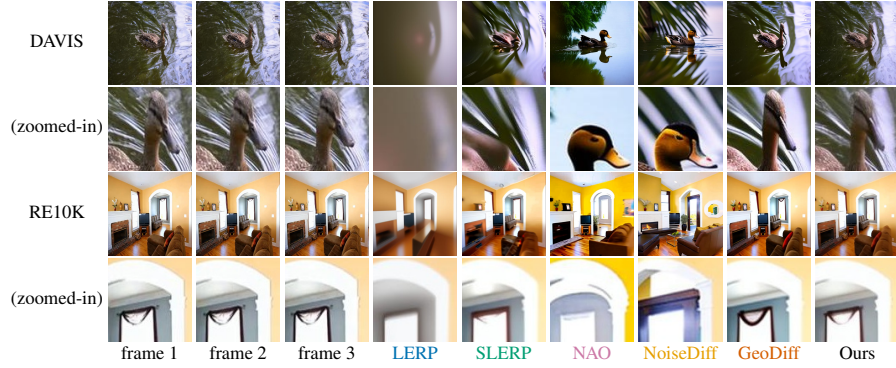 DAVIS
(zoomed-in)
RE10K
(zoomed-in)
frame 1 frame 2 frame 3 LERP SLERP NAO NoiseDiff GeoDiff Ours